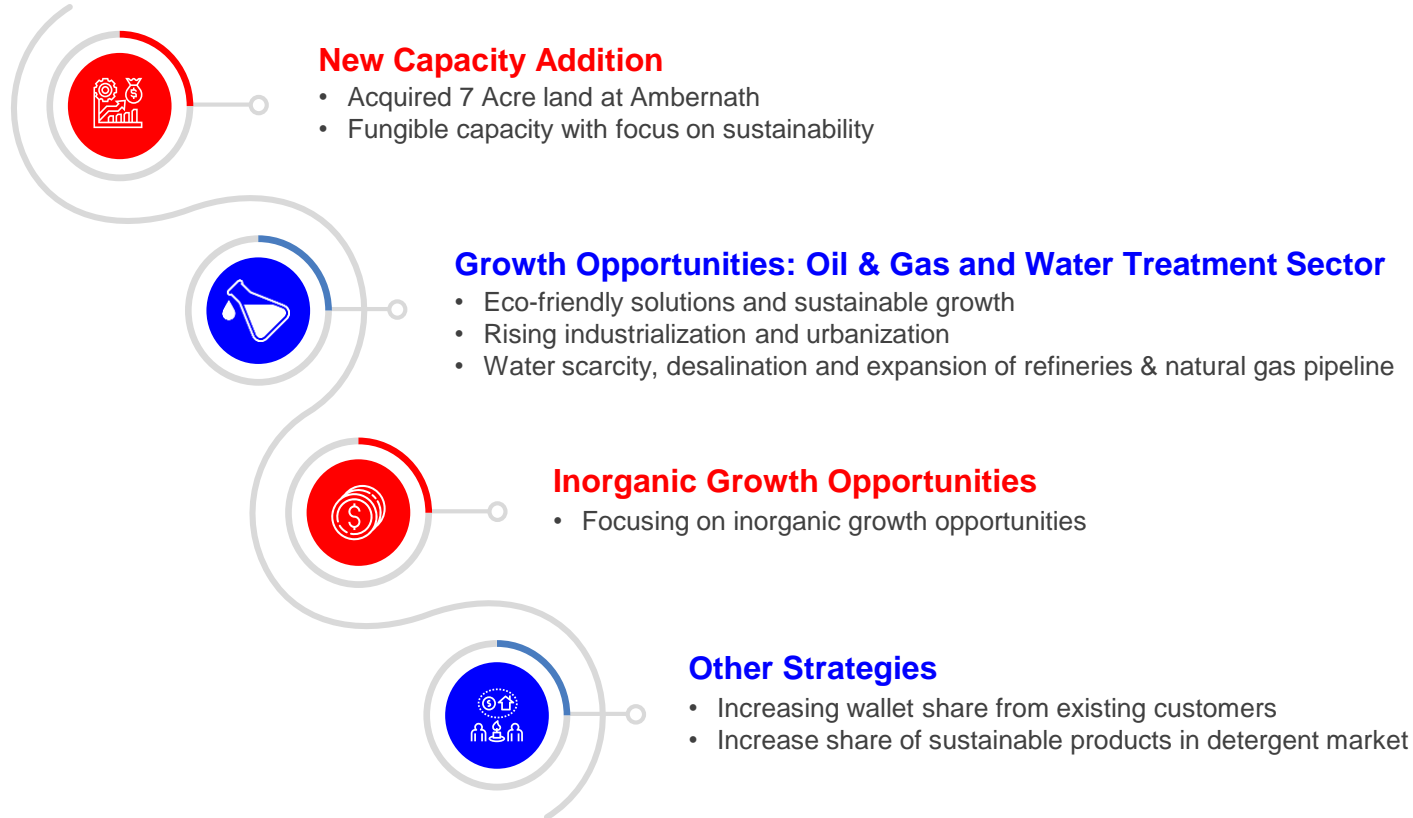 New Capacity Addition
• Acquired 7 Acre land at Ambernath
• Fungible capacity with focus on sustainability
Growth Opportunities: Oil & Gas and Water Treatment Sector
• Eco-friendly solutions and sustainable growth
• Rising industrialization and urbanization
• Water scarcity, desalination and expansion of refineries & natural gas pipeline
Inorganic Growth Opportunities
• Focusing on inorganic growth opportunities
Other Strategies
• Increasing wallet share from existing customers
• Increase share of sustainable products in detergent market